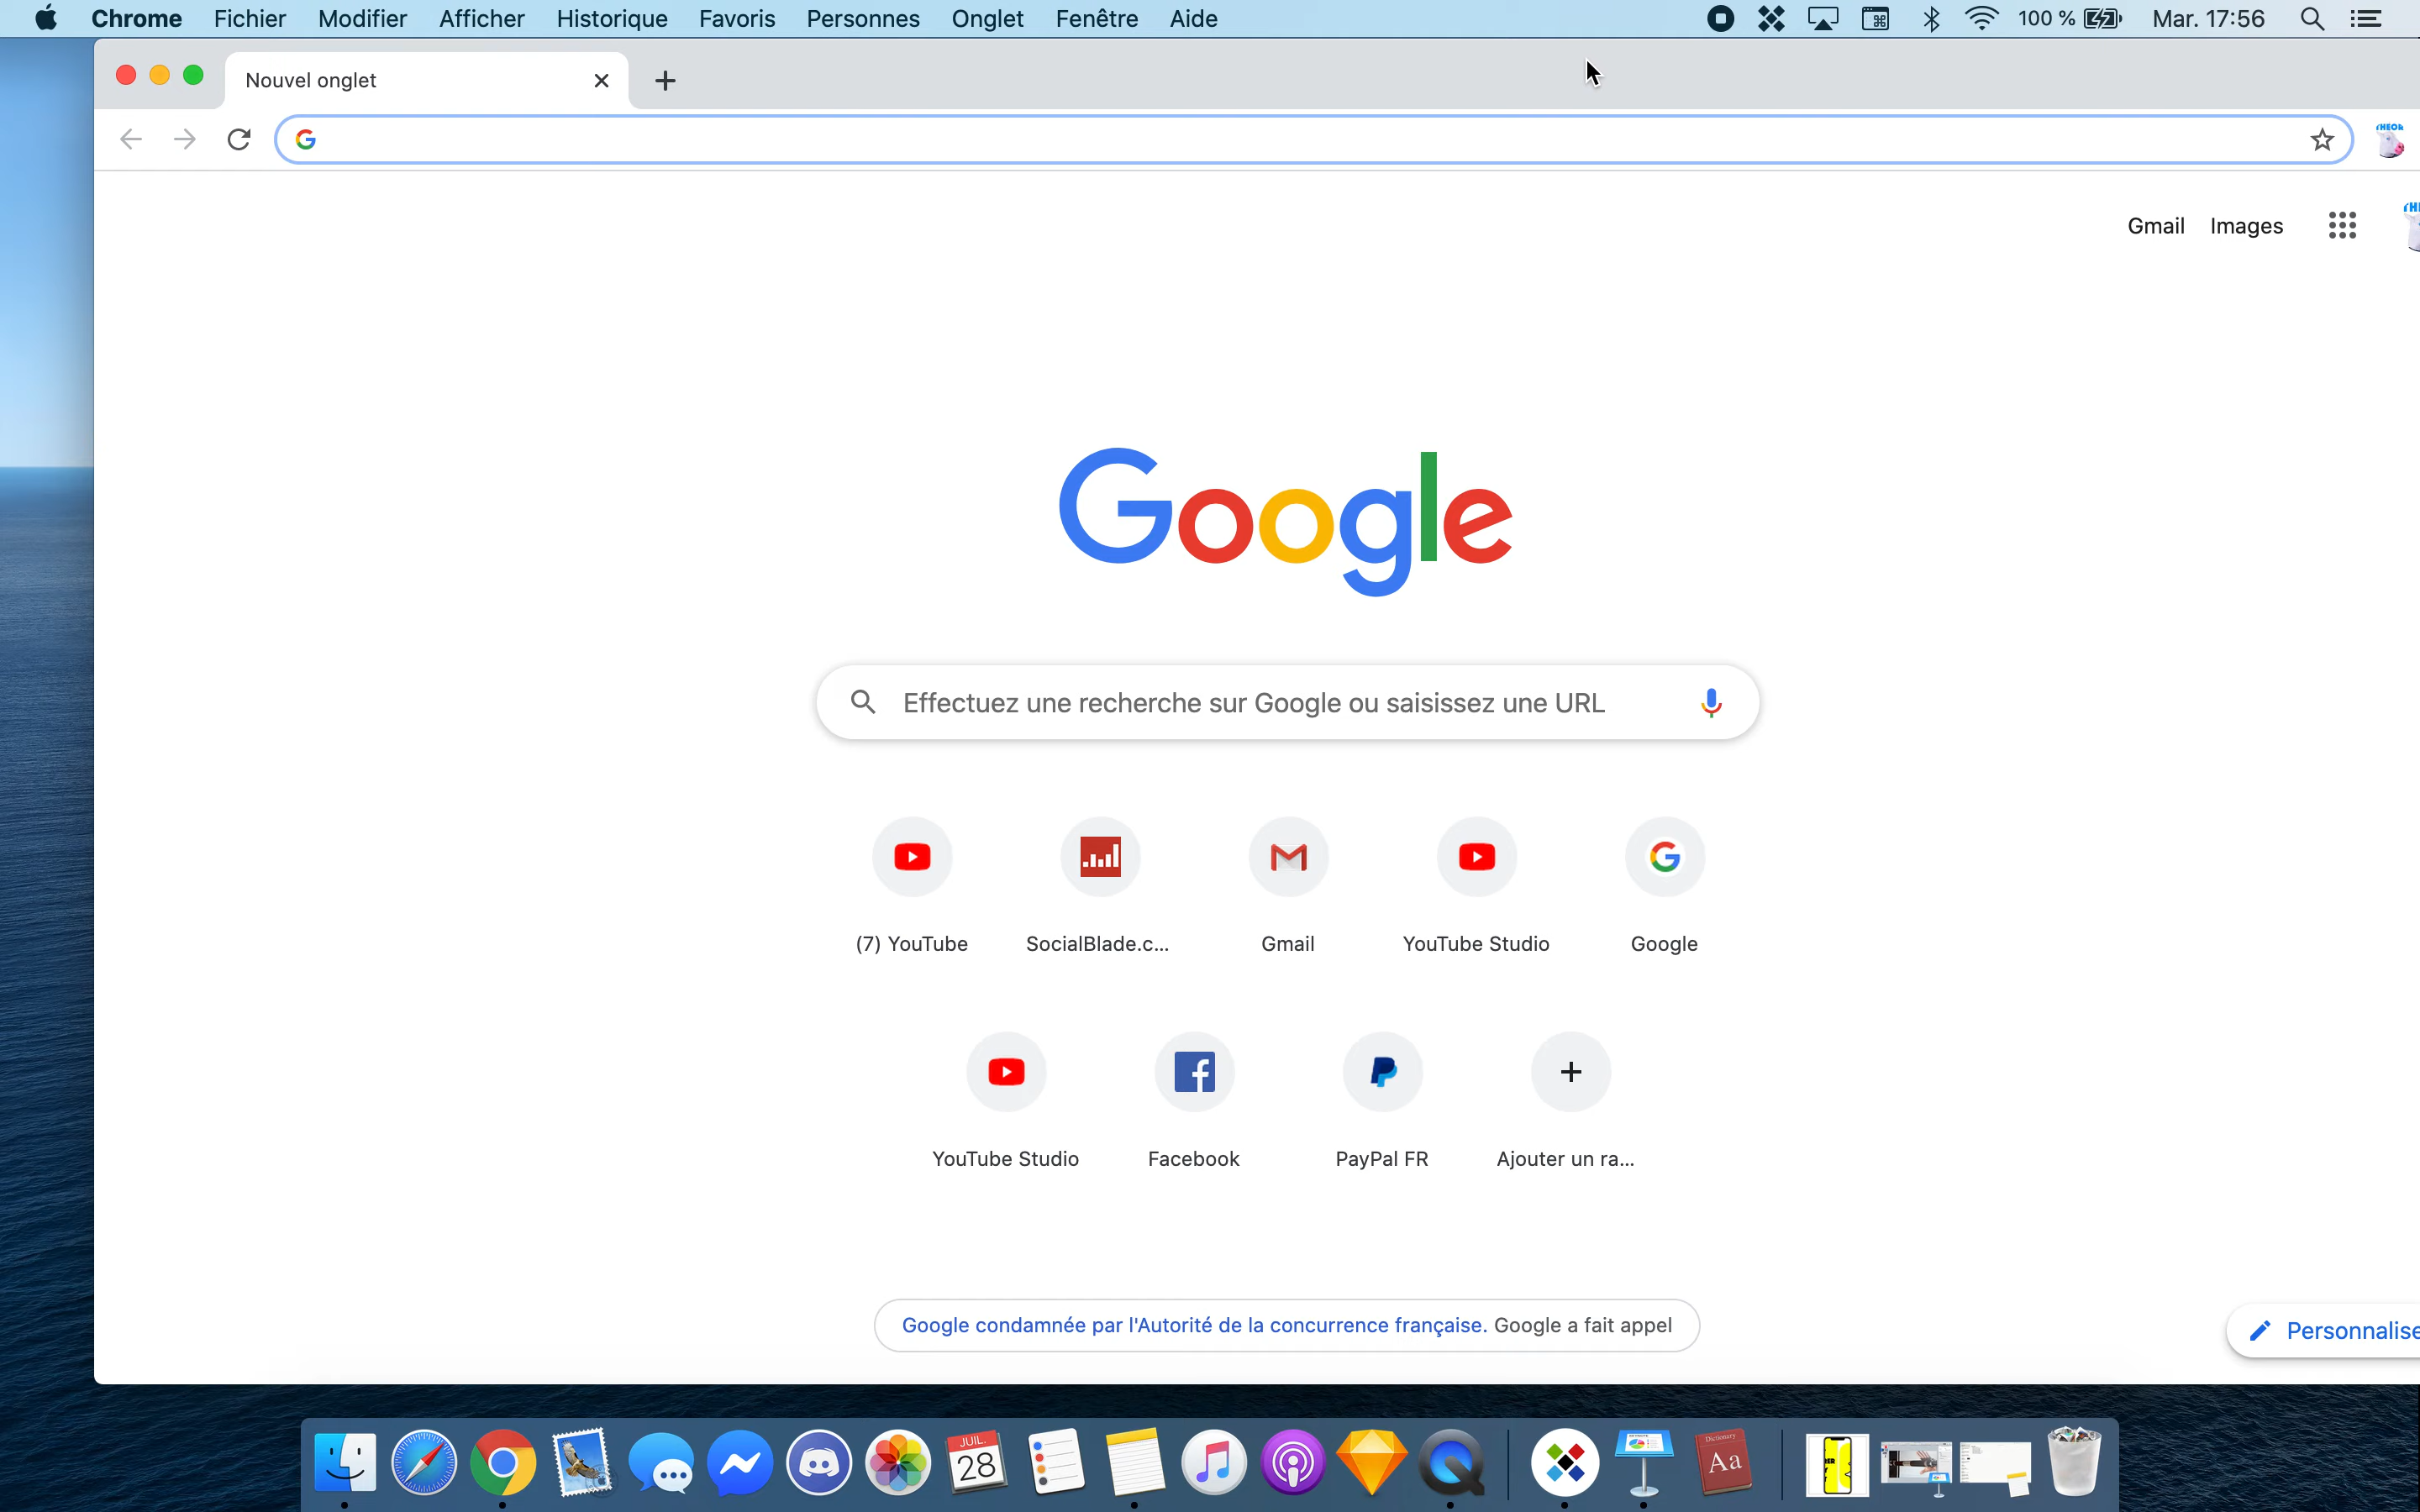 Chrome Fichier Modifier Afficher Historique Favoris Personnes Onglet Fenêtre Aide 100 % Mar. 17:56
Nouvel onglet
Gmail Images
Google
Effectuez une recherche sur Google ou saisissez une URL
(7) YouTube SocialBlade.c... Gmail YouTube Studio Google
YouTube Studio Facebook PayPal FR Ajouter un ra...
Google condamnée par l'Autorité de la concurrence française. Google a fait appel
Personnalise
JUIL.
28
Dictionary
Aa